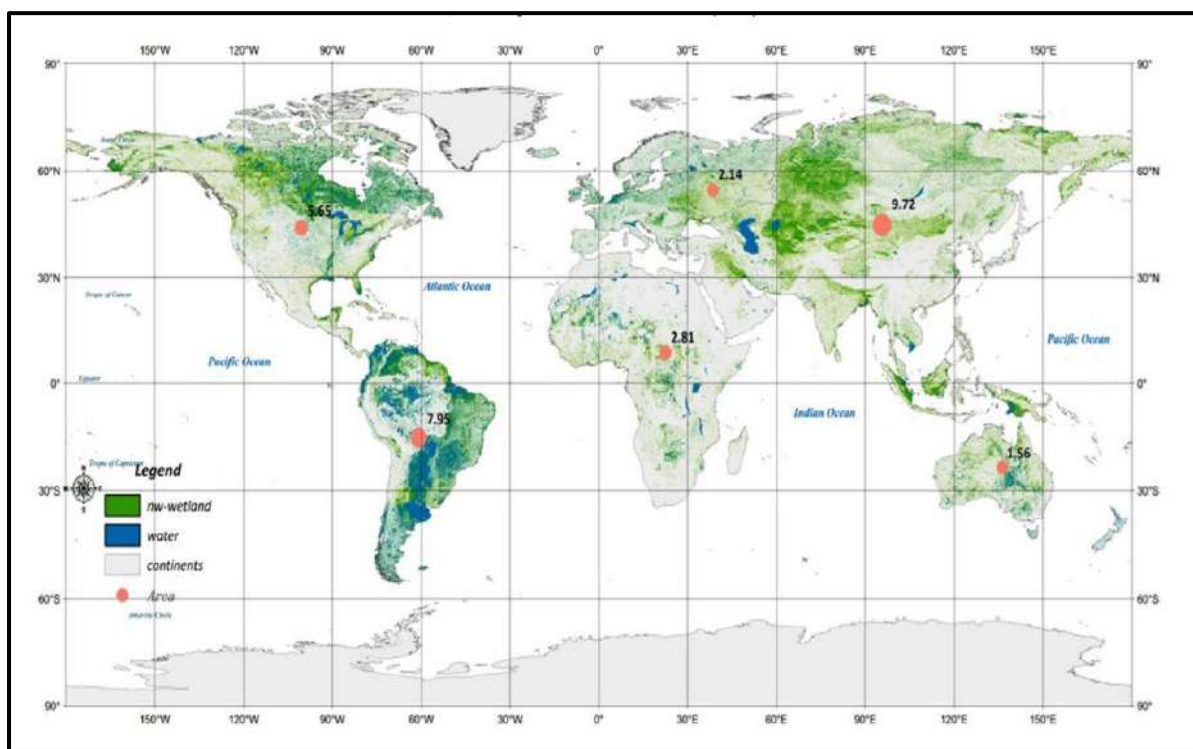 150°W 120°W 90°W 60°W 30°W 0° 30°E 60°E 90°E 120°E 150°E
90° 90°
60°N 60°N
2.14
9.72
5.65
30°N 30°N
Atlantic Ocean
Tropic of Cancer
2.81
Pacific Ocean
Pacific Ocean
Equator
0° 0°
Indian Ocean
7.95
1.56
Tropic of Capricorn
Legend
N
S
30°S 30°S
nw-wetland
water
continents
Area
60°S 60°S
90° 90°
150°W 120°W 90°W 60°W 30°W 0° 30°E 60°E 90°E 120°E 150°E